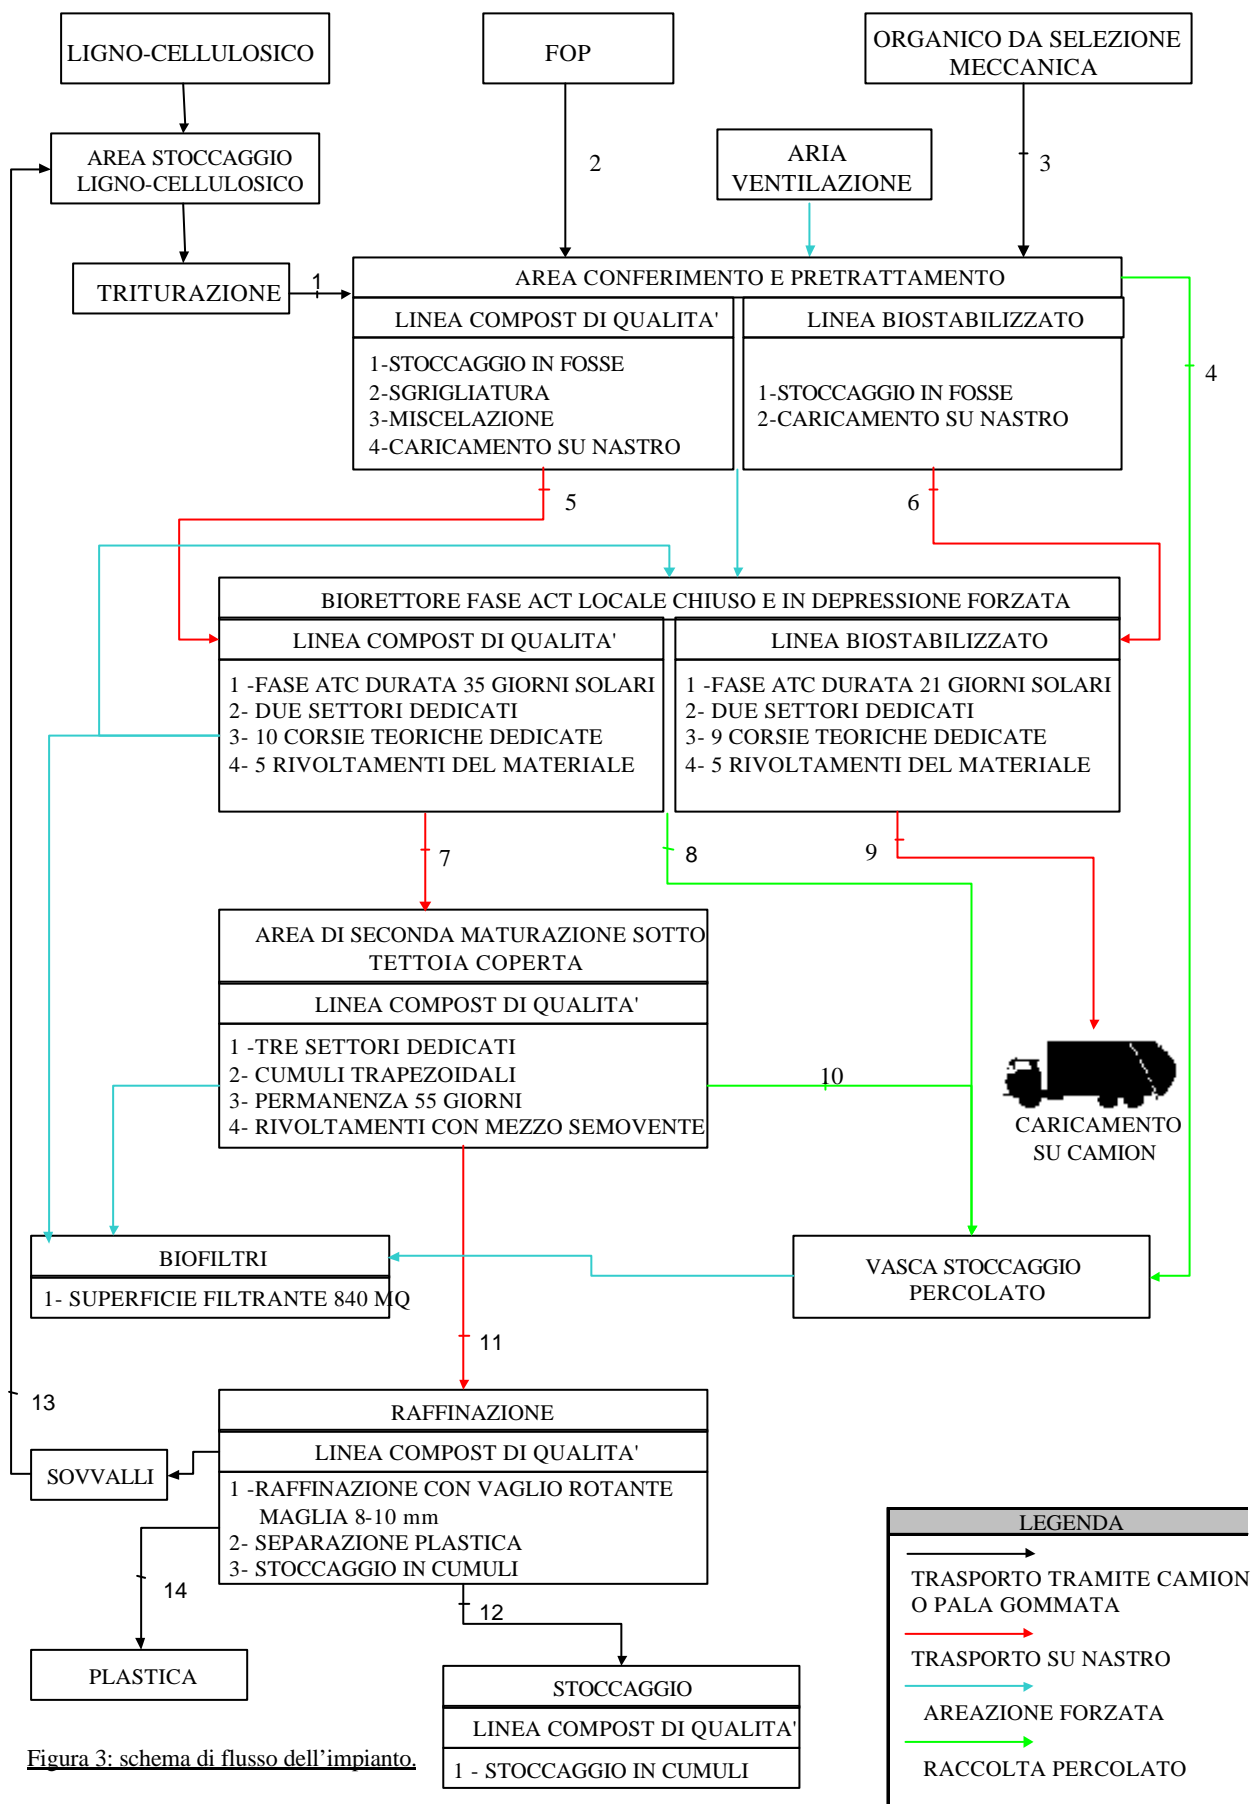 LIGNO-CELLULOSICO
FOP
ORGANICO DA SELEZIONE
MECCANICA
AREA STOCCAGGIO
LIGNO-CELLULOSICO
2
ARIA
VENTILAZIONE
3
TRITURAZIONE
1
AREA CONFERIMENTO E PRETRATTAMENTO
LINEA COMPOST DI QUALITA'
1-STOCCAGGIO IN FOSSE
2-SGRIGLIATURA
3-MISCELAZIONE
4-CARICAMENTO SU NASTRO
LINEA BIOSTABILIZZATO
1-STOCCAGGIO IN FOSSE
2-CARICAMENTO SU NASTRO
4
5
6
BIORETTORE FASE ACT LOCALE CHIUSO E IN DEPRESSIONE FORZATA
LINEA COMPOST DI QUALITA'
1 -FASE ATC DURATA 35 GIORNI SOLARI
2- DUE SETTORI DEDICATI
3- 10 CORSIE TEORICHE DEDICATE
4- 5 RIVOLTAMENTI DEL MATERIALE
LINEA BIOSTABILIZZATO
1 -FASE ATC DURATA 21 GIORNI SOLARI
2- DUE SETTORI DEDICATI
3- 9 CORSIE TEORICHE DEDICATE
4- 5 RIVOLTAMENTI DEL MATERIALE
7
8
9
AREA DI SECONDA MATURAZIONE SOTTO
TETTOIA COPERTA
LINEA COMPOST DI QUALITA'
1 -TRE SETTORI DEDICATI
2- CUMULI TRAPEZOIDALI
3- PERMANENZA 55 GIORNI
4- RIVOLTAMENTI CON MEZZO SEMOVENTE
10
CARICAMENTO
SU CAMION
BIOFILTRI
1- SUPERFICIE FILTRANTE 840 MQ
VASCA STOCCAGGIO
PERCOLATO
11
13
RAFFINAZIONE
LINEA COMPOST DI QUALITA'
1 -RAFFINAZIONE CON VAGLIO ROTANTE
MAGLIA 8-10 mm
2- SEPARAZIONE PLASTICA
3- STOCCAGGIO IN CUMULI
SOVVALLI
14
12
PLASTICA
STOCCAGGIO
LINEA COMPOST DI QUALITA'
1 - STOCCAGGIO IN CUMULI
LEGENDA
TRASPORTO TRAMITE CAMION
O PALA GOMMATA
TRASPORTO SU NASTRO
AREAZIONE FORZATA
RACCOLTA PERCOLATO
Figura 3: schema di flusso dell'impianto.